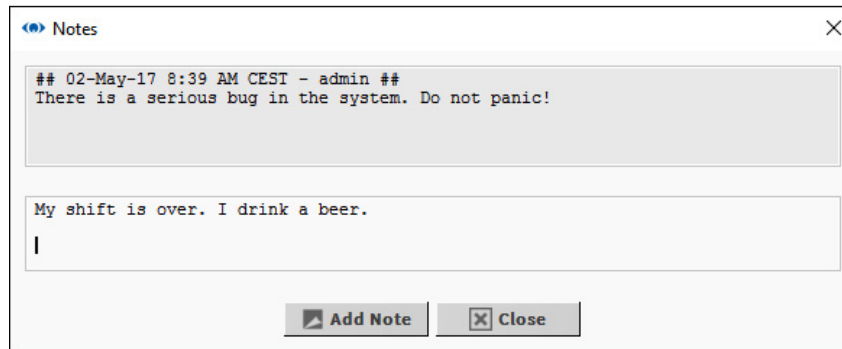 Notes
## 02-May-17 8:39 AM CEST - admin ##
There is a serious bug in the system. Do not panic!
My shift is over. I drink a beer.
Add Note
Close